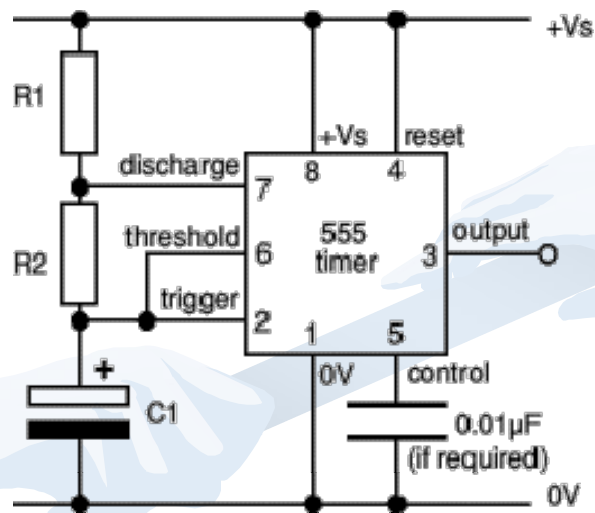 +Vs
R1
+Vs
reset
discharge
8
4
7
threshold
555
output
R2
6
timer
3
trigger
2
1
5
+
0V
control
C1
0.01µF
(if required)
0V